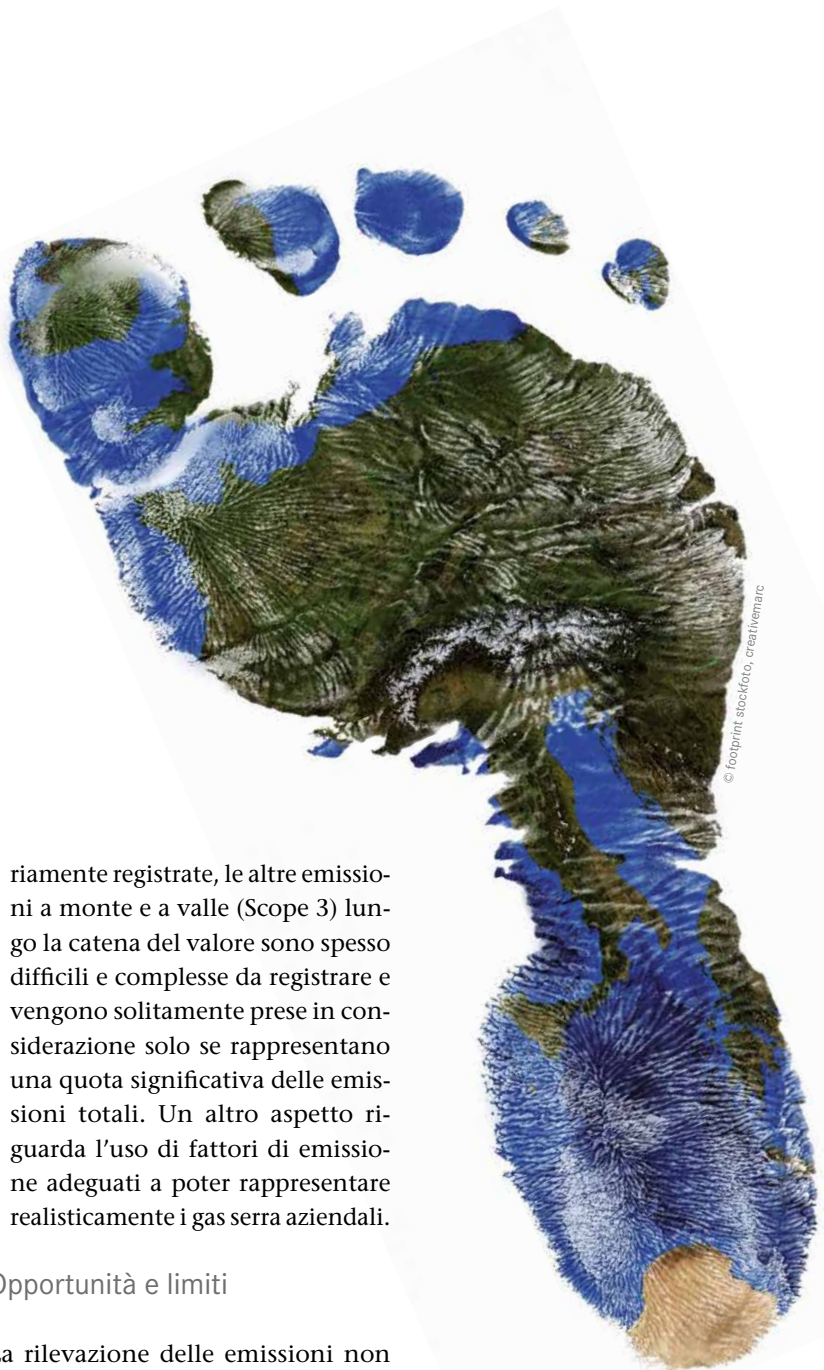 © footprint stockfoto, creativemarc
riamente registrate, le altre emissio-
ni a monte e a valle (Scope 3) lun-
go la catena del valore sono spesso
difficili e complesse da registrare e
vengono solitamente prese in con-
siderazione solo se rappresentano
una quota significativa delle emis-
sioni totali. Un altro aspetto ri-
guarda l'uso di fattori di emissio-
ne adeguati a poter rappresentare
realisticamente i gas serra aziendali.
Opportunità e limiti
La rilevazione delle emissioni non